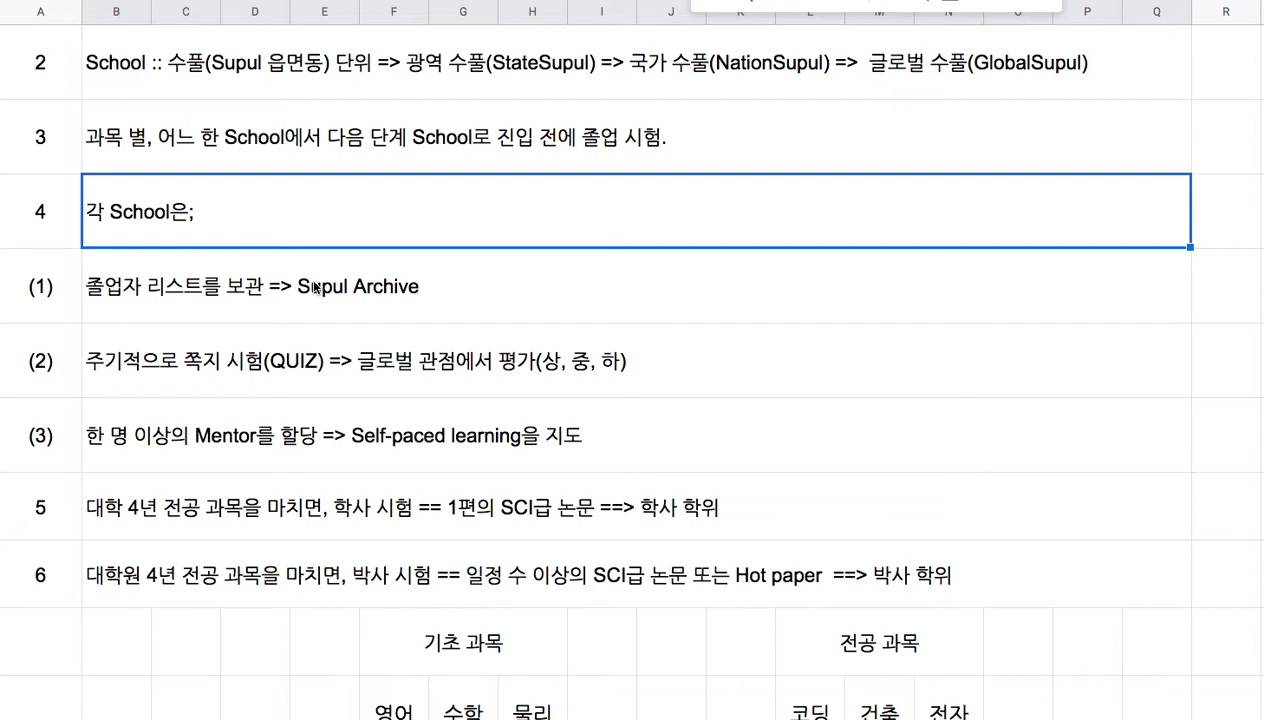 A B C D E F G H I J K L M N O P Q R
2 School :: 수풀(Supul 읍면동) 단위 => 광역 수풀(StateSupul) => 국가 수풀(NationSupul) => 글로벌 수풀(GlobalSupul)
3 과목 별, 어느 한 School에서 다음 단계 School로 진입 전에 졸업 시험.
4 각 School은;
(1) 졸업자 리스트를 보관 => Supul Archive
(2) 주기적으로 쪽지 시험(QUIZ) => 글로벌 관점에서 평가(상, 중, 하)
(3) 한 명 이상의 Mentor를 할당 => Self-paced learning을 지도
5 대학 4년 전공 과목을 마치면, 학사 시험 == 1편의 SCI급 논문 ==> 학사 학위
6 대학원 4년 전공 과목을 마치면, 박사 시험 == 일정 수 이상의 SCI급 논문 또는 Hot paper ==> 박사 학위
기초 과목 전공 과목
영어 수학 물리 코딩 건축 전자